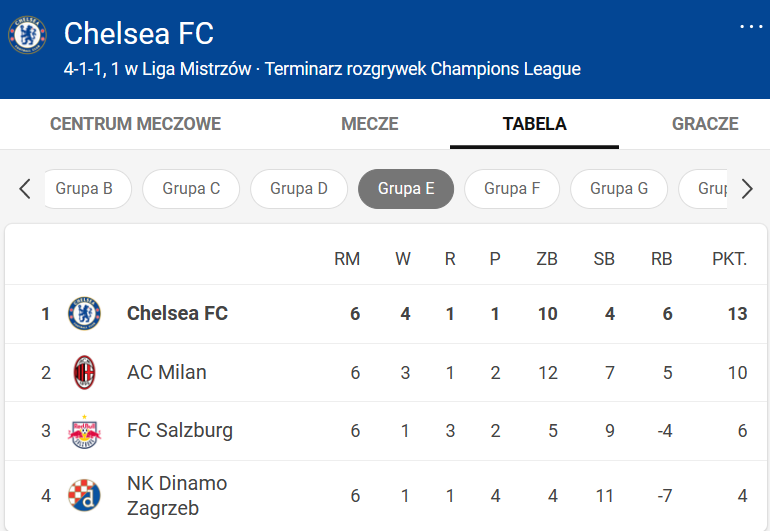 Chelsea FC
4-1-1, 1 w Liga Mistrzów · Terminarz rozgrywek Champions League
CENTRUM MECZOWE MECZE TABELA GRACZE
Grupa B Grupa C Grupa D Grupa E Grupa F Grupa G Grup
RM W R P ZB SB RB PKT.
1 Chelsea FC 6 4 1 1 10 4 6 13
2 AC Milan 6 3 1 2 12 7 5 10
3 FC Salzburg 6 1 3 2 5 9 -4 6
4 NK Dinamo Zagrzeb 6 1 1 4 4 11 -7 4